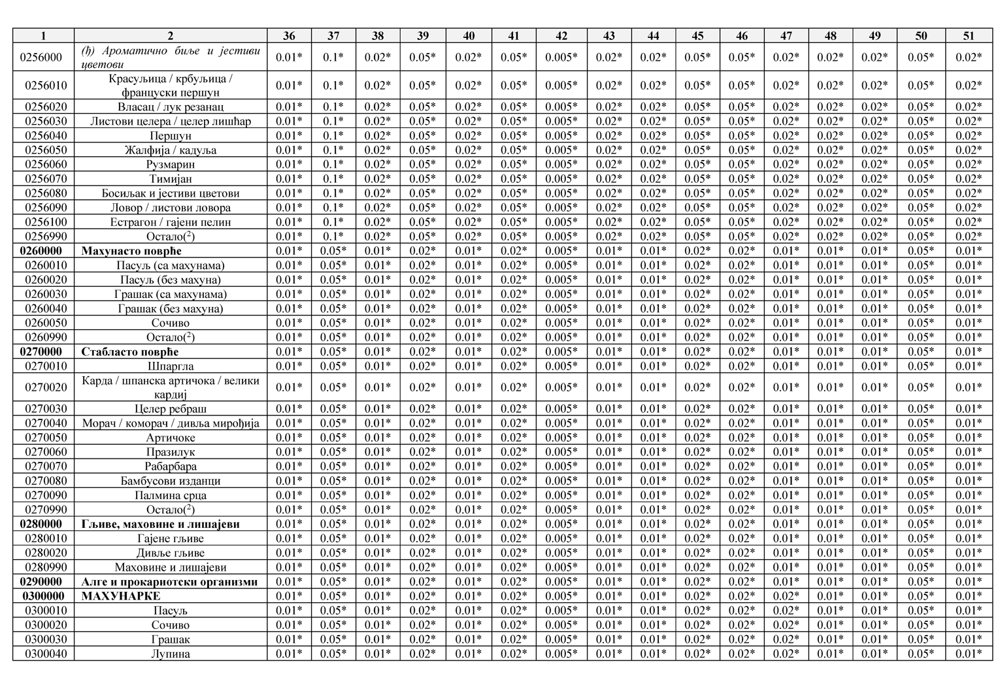 1 2 36 37 38 39 40 41 42 43 44 45 46 47 48 49 50 51
0256000 (ђ) Ароматично биље и јестиви цветови 0.01* 0.1* 0.02* 0.05* 0.02* 0.05* 0.005* 0.02* 0.02* 0.05* 0.05* 0.02* 0.02* 0.02* 0.05* 0.02*
0256010 Красуљица / крбуљица / француски першун 0.01* 0.1* 0.02* 0.05* 0.02* 0.05* 0.005* 0.02* 0.02* 0.05* 0.05* 0.02* 0.02* 0.02* 0.05* 0.02*
0256020 Власац / лук резанац 0.01* 0.1* 0.02* 0.05* 0.02* 0.05* 0.005* 0.02* 0.02* 0.05* 0.05* 0.02* 0.02* 0.02* 0.05* 0.02*
0256030 Листови целера / целер лишћар 0.01* 0.1* 0.02* 0.05* 0.02* 0.05* 0.005* 0.02* 0.02* 0.05* 0.05* 0.02* 0.02* 0.02* 0.05* 0.02*
0256040 Першун 0.01* 0.1* 0.02* 0.05* 0.02* 0.05* 0.005* 0.02* 0.02* 0.05* 0.05* 0.02* 0.02* 0.02* 0.05* 0.02*
0256050 Жалфија / кадуља 0.01* 0.1* 0.02* 0.05* 0.02* 0.05* 0.005* 0.02* 0.02* 0.05* 0.05* 0.02* 0.02* 0.02* 0.05* 0.02*
0256060 Рузмарин 0.01* 0.1* 0.02* 0.05* 0.02* 0.05* 0.005* 0.02* 0.02* 0.05* 0.05* 0.02* 0.02* 0.02* 0.05* 0.02*
0256070 Тимијан 0.01* 0.1* 0.02* 0.05* 0.02* 0.05* 0.005* 0.02* 0.02* 0.05* 0.05* 0.02* 0.02* 0.02* 0.05* 0.02*
0256080 Босиљак и јестиви цветови 0.01* 0.1* 0.02* 0.05* 0.02* 0.05* 0.005* 0.02* 0.02* 0.05* 0.05* 0.02* 0.02* 0.02* 0.05* 0.02*
0256090 Ловор / листови ловора 0.01* 0.1* 0.02* 0.05* 0.02* 0.05* 0.005* 0.02* 0.02* 0.05* 0.05* 0.02* 0.02* 0.02* 0.05* 0.02*
0256100 Естрагон / гајени пелин 0.01* 0.1* 0.02* 0.05* 0.02* 0.05* 0.005* 0.02* 0.02* 0.05* 0.05* 0.02* 0.02* 0.02* 0.05* 0.02*
0256990 Остало(²) 0.01* 0.1* 0.02* 0.05* 0.02* 0.05* 0.005* 0.02* 0.02* 0.05* 0.05* 0.02* 0.02* 0.02* 0.05* 0.02*
0260000 Махунасто поврће 0.01* 0.05* 0.01* 0.02* 0.01* 0.02* 0.005* 0.01* 0.01* 0.02* 0.02* 0.01* 0.01* 0.01* 0.05* 0.01*
0260010 Пасуљ (са махунама) 0.01* 0.05* 0.01* 0.02* 0.01* 0.02* 0.005* 0.01* 0.01* 0.02* 0.02* 0.01* 0.01* 0.01* 0.05* 0.01*
0260020 Пасуљ (без махуна) 0.01* 0.05* 0.01* 0.02* 0.01* 0.02* 0.005* 0.01* 0.01* 0.02* 0.02* 0.01* 0.01* 0.01* 0.05* 0.01*
0260030 Грашак (са махунама) 0.01* 0.05* 0.01* 0.02* 0.01* 0.02* 0.005* 0.01* 0.01* 0.02* 0.02* 0.01* 0.01* 0.01* 0.05* 0.01*
0260040 Грашак (без махуна) 0.01* 0.05* 0.01* 0.02* 0.01* 0.02* 0.005* 0.01* 0.01* 0.02* 0.02* 0.01* 0.01* 0.01* 0.05* 0.01*
0260050 Сочиво 0.01* 0.05* 0.01* 0.02* 0.01* 0.02* 0.005* 0.01* 0.01* 0.02* 0.02* 0.01* 0.01* 0.01* 0.05* 0.01*
0260990 Остало(²) 0.01* 0.05* 0.01* 0.02* 0.01* 0.02* 0.005* 0.01* 0.01* 0.02* 0.02* 0.01* 0.01* 0.01* 0.05* 0.01*
0270000 Стабласто поврће 0.01* 0.05* 0.01* 0.02* 0.01* 0.02* 0.005* 0.01* 0.01* 0.02* 0.02* 0.01* 0.01* 0.01* 0.05* 0.01*
0270010 Шпаргла 0.01* 0.05* 0.01* 0.02* 0.01* 0.02* 0.005* 0.01* 0.01* 0.02* 0.02* 0.01* 0.01* 0.01* 0.05* 0.01*
0270020 Карда / шпанска артичока / велики кардиј 0.01* 0.05* 0.01* 0.02* 0.01* 0.02* 0.005* 0.01* 0.01* 0.02* 0.02* 0.01* 0.01* 0.01* 0.05* 0.01*
0270030 Целер ребраш 0.01* 0.05* 0.01* 0.02* 0.01* 0.02* 0.005* 0.01* 0.01* 0.02* 0.02* 0.01* 0.01* 0.01* 0.05* 0.01*
0270040 Морач / коморач / дивља мирођија 0.01* 0.05* 0.01* 0.02* 0.01* 0.02* 0.005* 0.01* 0.01* 0.02* 0.02* 0.01* 0.01* 0.01* 0.05* 0.01*
0270050 Артичоке 0.01* 0.05* 0.01* 0.02* 0.01* 0.02* 0.005* 0.01* 0.01* 0.02* 0.02* 0.01* 0.01* 0.01* 0.05* 0.01*
0270060 Празилук 0.01* 0.05* 0.01* 0.02* 0.01* 0.02* 0.005* 0.01* 0.01* 0.02* 0.02* 0.01* 0.01* 0.01* 0.05* 0.01*
0270070 Рабарбара 0.01* 0.05* 0.01* 0.02* 0.01* 0.02* 0.005* 0.01* 0.01* 0.02* 0.02* 0.01* 0.01* 0.01* 0.05* 0.01*
0270080 Бамбусови изданци 0.01* 0.05* 0.01* 0.02* 0.01* 0.02* 0.005* 0.01* 0.01* 0.02* 0.02* 0.01* 0.01* 0.01* 0.05* 0.01*
0270090 Палмина срца 0.01* 0.05* 0.01* 0.02* 0.01* 0.02* 0.005* 0.01* 0.01* 0.02* 0.02* 0.01* 0.01* 0.01* 0.05* 0.01*
0270990 Остало(²) 0.01* 0.05* 0.01* 0.02* 0.01* 0.02* 0.005* 0.01* 0.01* 0.02* 0.02* 0.01* 0.01* 0.01* 0.05* 0.01*
0280000 Гљиве, маховине и лишајеви 0.01* 0.05* 0.01* 0.02* 0.01* 0.02* 0.005* 0.01* 0.01* 0.02* 0.02* 0.01* 0.01* 0.01* 0.05* 0.01*
0280010 Гајене гљиве 0.01* 0.05* 0.01* 0.02* 0.01* 0.02* 0.005* 0.01* 0.01* 0.02* 0.02* 0.01* 0.01* 0.01* 0.05* 0.01*
0280020 Дивље гљиве 0.01* 0.05* 0.01* 0.02* 0.01* 0.02* 0.005* 0.01* 0.01* 0.02* 0.02* 0.01* 0.01* 0.01* 0.05* 0.01*
0280990 Маховине и лишајеви 0.01* 0.05* 0.01* 0.02* 0.01* 0.02* 0.005* 0.01* 0.01* 0.02* 0.02* 0.01* 0.01* 0.01* 0.05* 0.01*
0290000 Алге и прокариотски организми 0.01* 0.05* 0.01* 0.02* 0.01* 0.02* 0.005* 0.01* 0.01* 0.02* 0.02* 0.01* 0.01* 0.01* 0.05* 0.01*
0300000 МАХУНАРКЕ 0.01* 0.05* 0.01* 0.02* 0.01* 0.02* 0.005* 0.01* 0.01* 0.02* 0.02* 0.02* 0.01* 0.01* 0.05* 0.01*
0300010 Пасуљ 0.01* 0.05* 0.01* 0.02* 0.01* 0.02* 0.005* 0.01* 0.01* 0.02* 0.02* 0.02* 0.01* 0.01* 0.05* 0.01*
0300020 Сочиво 0.01* 0.05* 0.01* 0.02* 0.01* 0.02* 0.005* 0.01* 0.01* 0.02* 0.02* 0.02* 0.01* 0.01* 0.05* 0.01*
0300030 Грашак 0.01* 0.05* 0.01* 0.02* 0.01* 0.02* 0.005* 0.01* 0.01* 0.02* 0.02* 0.02* 0.01* 0.01* 0.05* 0.01*
0300040 Лупина 0.01* 0.05* 0.01* 0.02* 0.01* 0.02* 0.005* 0.01* 0.01* 0.02* 0.02* 0.02* 0.01* 0.01* 0.05* 0.01*